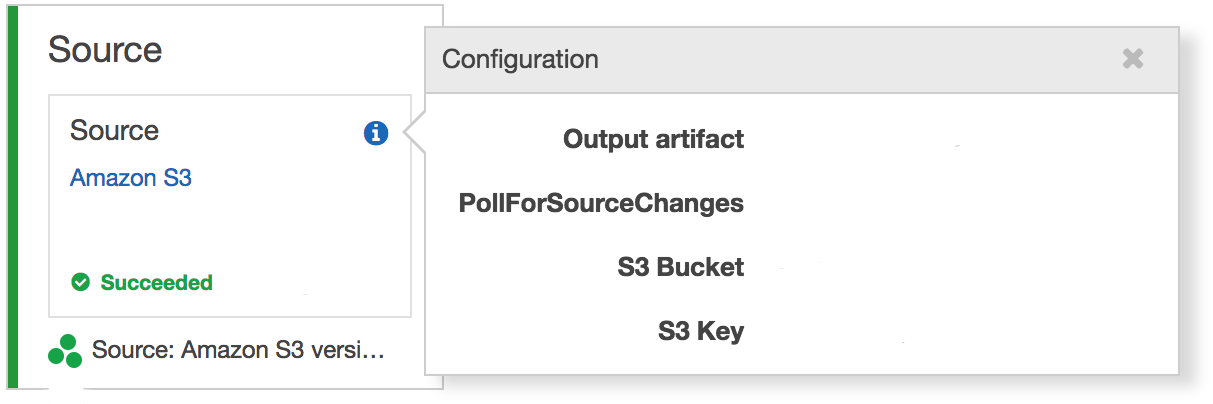 Source
Source
Amazon S3
Succeeded
Source: Amazon S3 versi...
Configuration
Output artifact
PollForSourceChanges
S3 Bucket
S3 Key